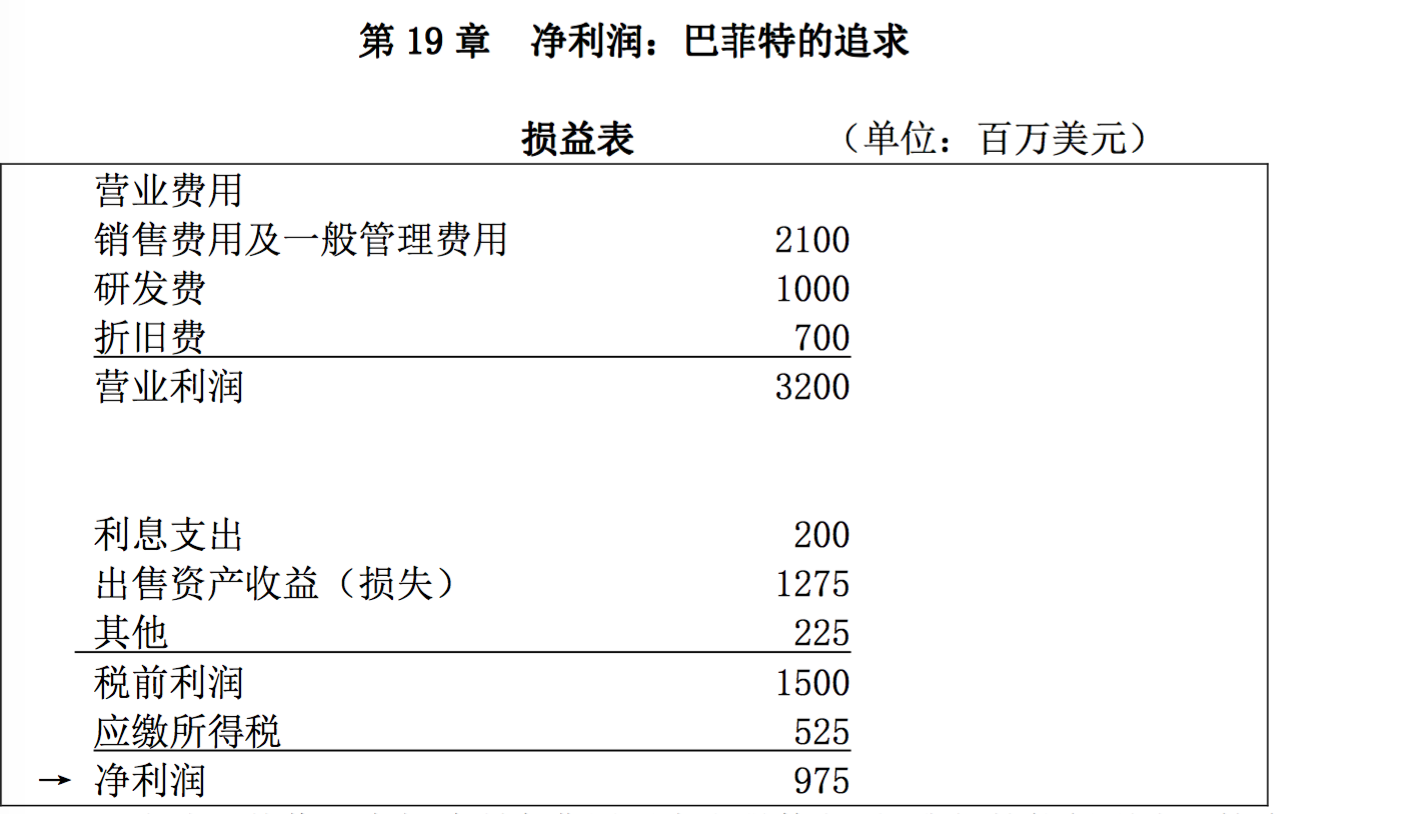 第 19 章 净利润：巴菲特的追求
损益表 （单位：百万美元）
营业费用
销售费用及一般管理费用 2100
研发费 1000
折旧费 700
营业利润 3200
利息支出 200
出售资产收益（损失） 1275
其他 225
税前利润 1500
应缴所得税 525
→ 净利润 975